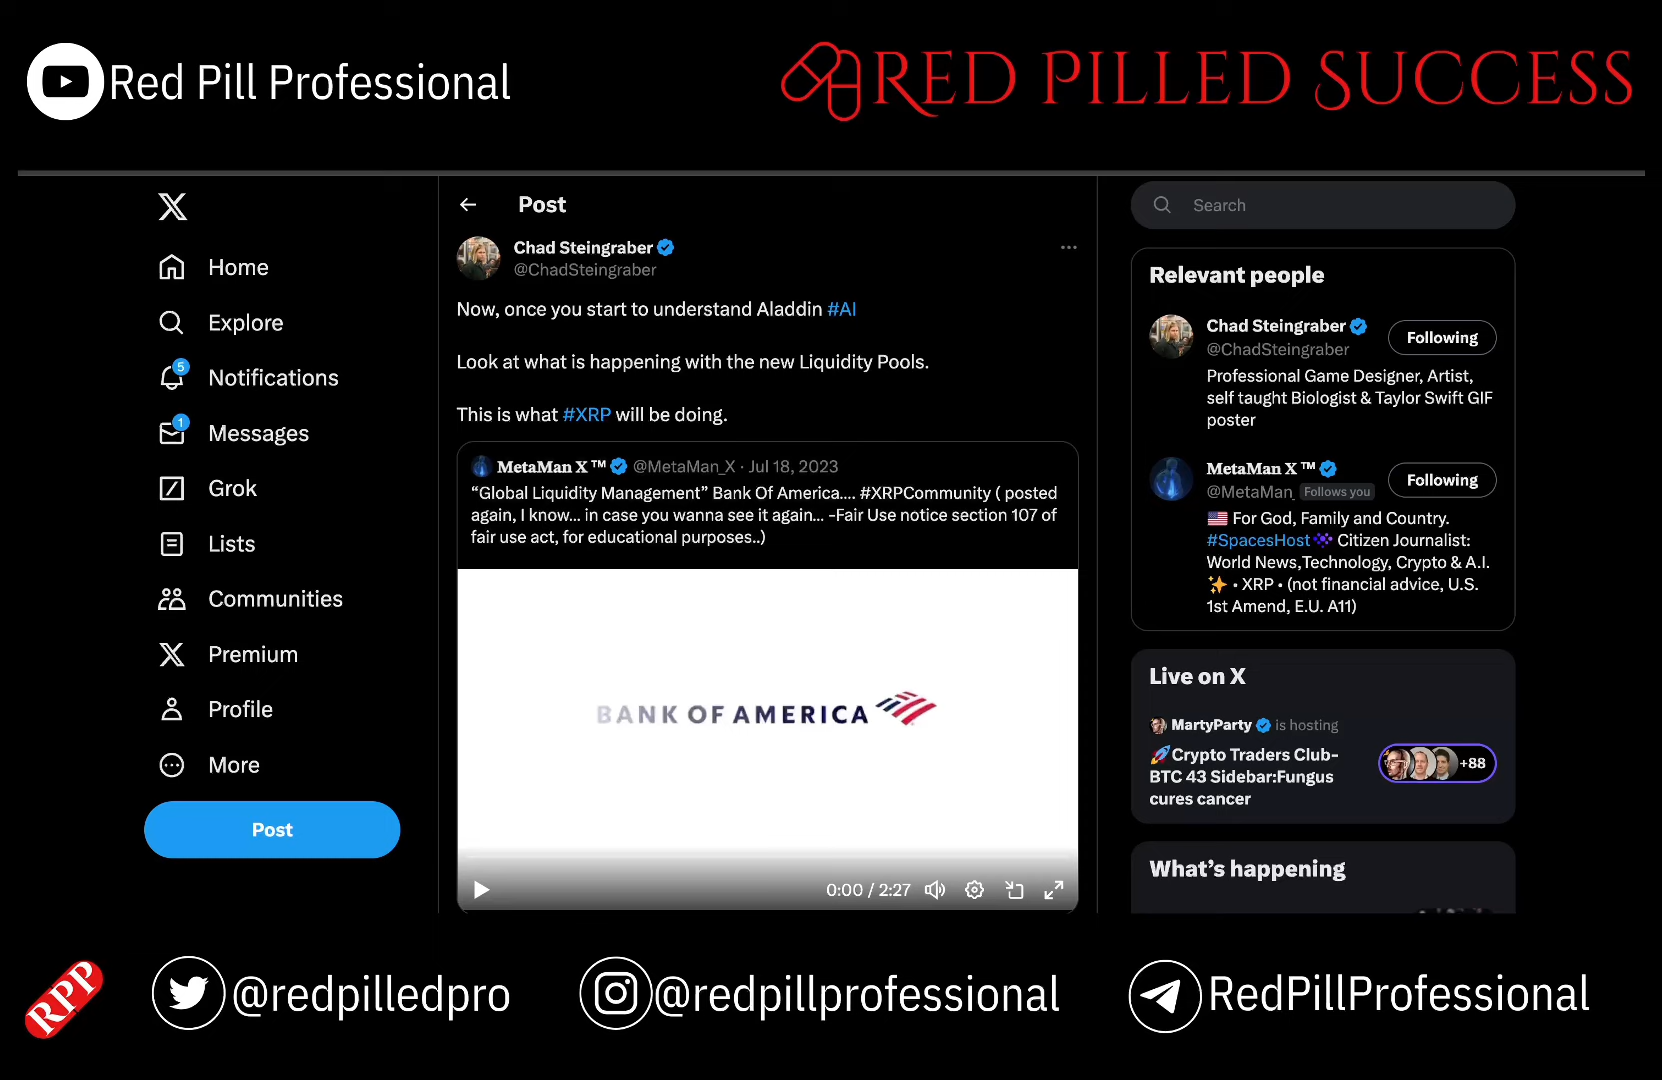 Red Pill Professional
RED PILLED SUCCESS
Home
Explore
5
Notifications
1
Messages
Grok
Lists
Communities
Premium
Profile
More
Post
Post
Chad Steingraber
@ChadSteingraber
Now, once you start to understand Aladdin #AI
Look at what is happening with the new Liquidity Pools.
This is what #XRP will be doing.
MetaMan X ™ @MetaMan_X · Jul 18, 2023
“Global Liquidity Management” Bank Of America.... #XRPCommunity ( posted
again, I know... in case you wanna see it again... -Fair Use notice section 107 of
fair use act, for educational purposes..)
BANK OF AMERICA
0:00 / 2:27
Search
Relevant people
Chad Steingraber
@ChadSteingraber
Following
Professional Game Designer, Artist,
self taught Biologist & Taylor Swift GIF
poster
MetaMan X ™
@MetaMan_ Follows you
Following
🇺🇸 For God, Family and Country.
#SpacesHost👾 Citizen Journalist:
World News,Technology, Crypto & A.I.
✨ • XRP • (not financial advice, U.S.
1st Amend, E.U. A11)
Live on X
MartyParty is hosting
🚀Crypto Traders Club-
BTC 43 Sidebar:Fungus
cures cancer
+88
What’s happening
RPP
@redpilledpro
@redpillprofessional
RedPillProfessional